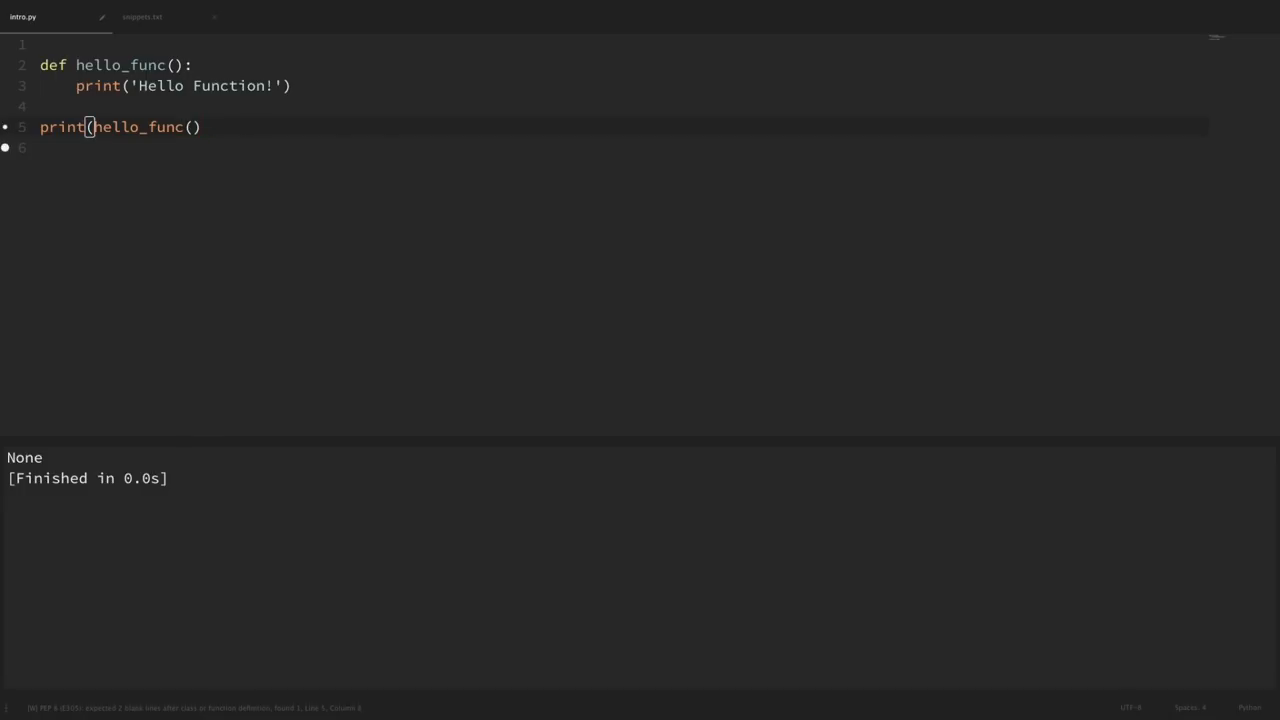 intro.py
snippets.txt
1
2 def hello_func():
3     print('Hello Function!')
4
5 print(hello_func()
6
None
[Finished in 0.0s]
[W] PEP 8 (E305): expected 2 blank lines after class or function definition, found 1, Line 5, Column 8
UTF-8
Spaces: 4
Python